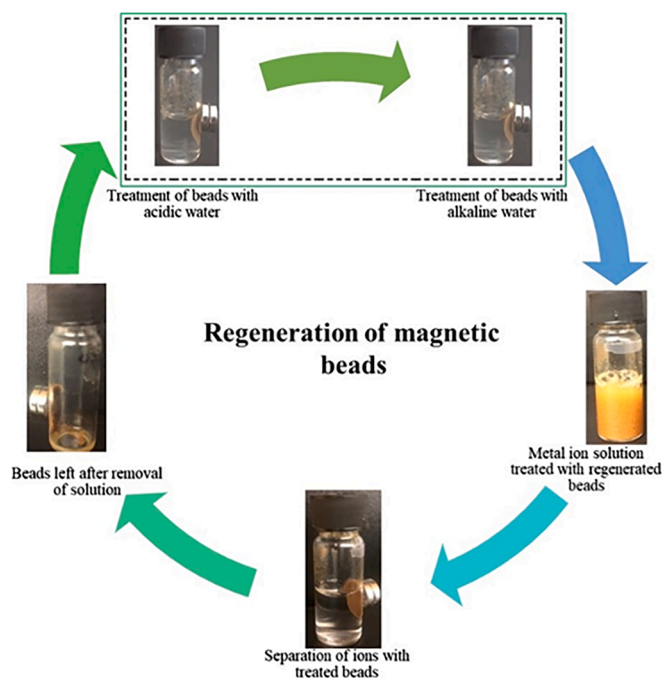 Treatment of beads with
acidic water
Treatment of beads with
alkaline water
Regeneration of magnetic
beads
Beads left after removal
of solution
Metal ion solution
treated with regenerated
beads
Separation of ions with
treated beads